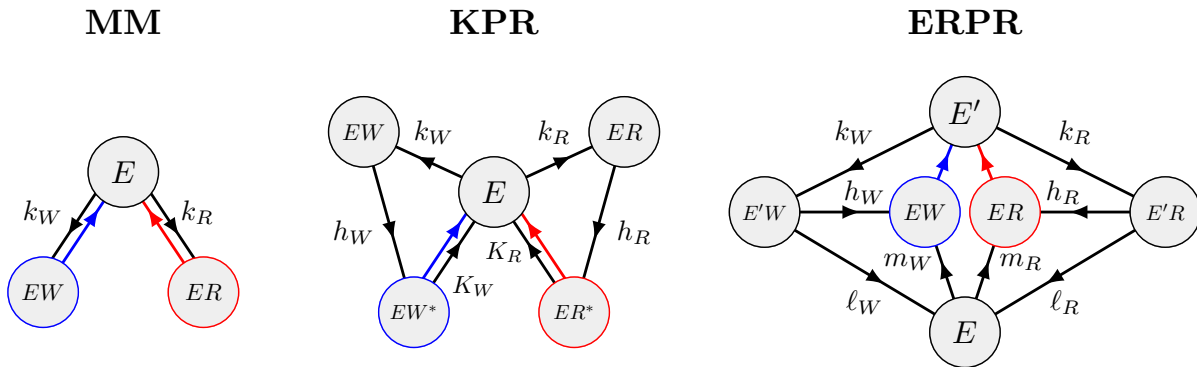 MM
KPR
ERPR
E
k_W
k_R
EW
ER
EW
k_W
k_R
ER
E
h_W
h_R
K_R
K_W
EW*
ER*
E′
k_W
k_R
E′W
h_W
EW
ER
h_R
E′R
m_W
m_R
ℓ_W
ℓ_R
E